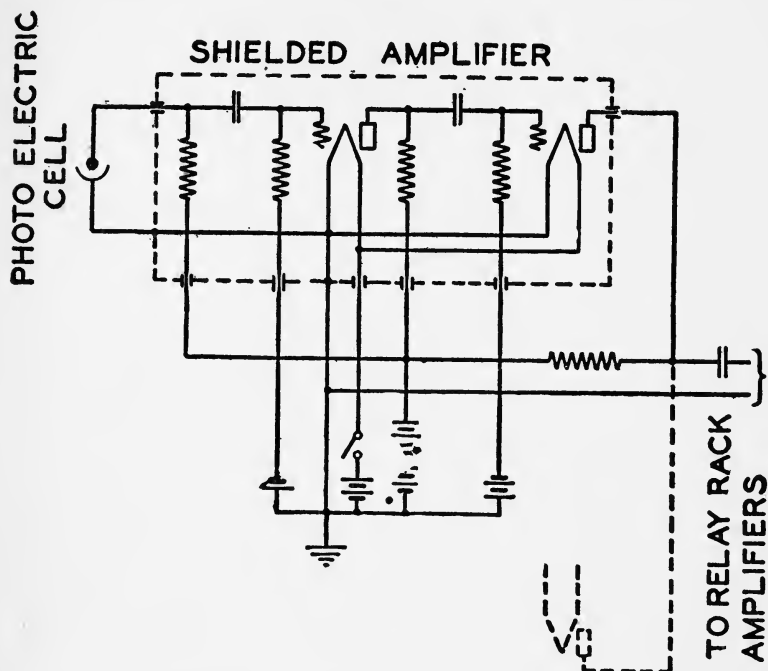 SHIELDED AMPLIFIER
PHOTO ELECTRIC
CELL
TO RELAY RACK
AMPLIFIERS